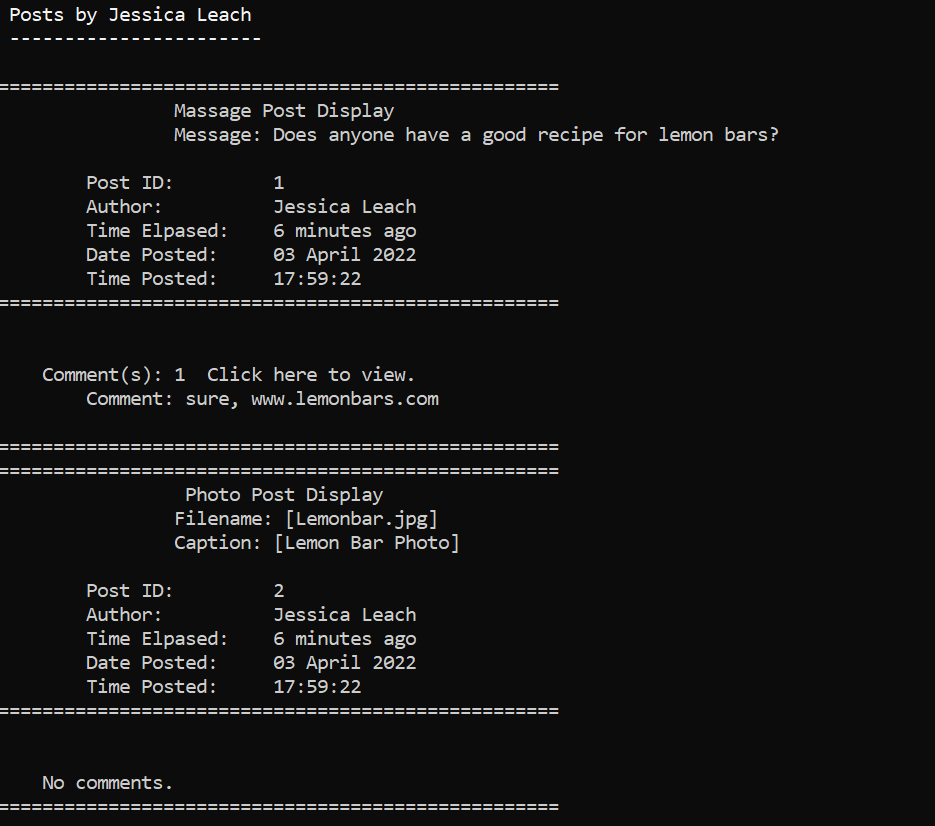 Posts by Jessica Leach
-----------------------
===================================================
Massage Post Display
Message: Does anyone have a good recipe for lemon bars?
Post ID: 1
Author: Jessica Leach
Time Elpased: 6 minutes ago
Date Posted: 03 April 2022
Time Posted: 17:59:22
===================================================
Comment(s): 1  Click here to view.
Comment: sure, www.lemonbars.com
===================================================
===================================================
Photo Post Display
Filename: [Lemonbar.jpg]
Caption: [Lemon Bar Photo]
Post ID: 2
Author: Jessica Leach
Time Elpased: 6 minutes ago
Date Posted: 03 April 2022
Time Posted: 17:59:22
===================================================
No comments.
===================================================